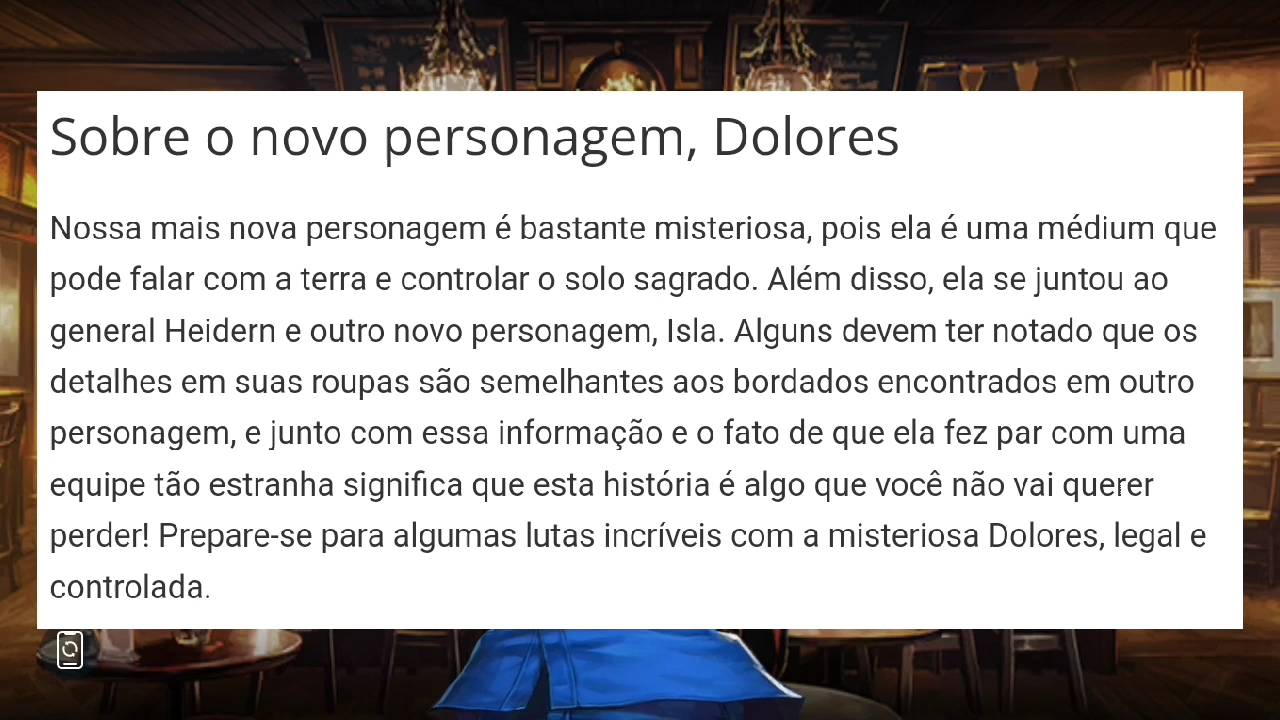 Sobre o novo personagem, Dolores
Nossa mais nova personagem é bastante misteriosa, pois ela é uma médium que
pode falar com a terra e controlar o solo sagrado. Além disso, ela se juntou ao
general Heidern e outro novo personagem, Isla. Alguns devem ter notado que os
detalhes em suas roupas são semelhantes aos bordados encontrados em outro
personagem, e junto com essa informação e o fato de que ela fez par com uma
equipe tão estranha significa que esta história é algo que você não vai querer
perder! Prepare-se para algumas lutas incríveis com a misteriosa Dolores, legal e
controlada.